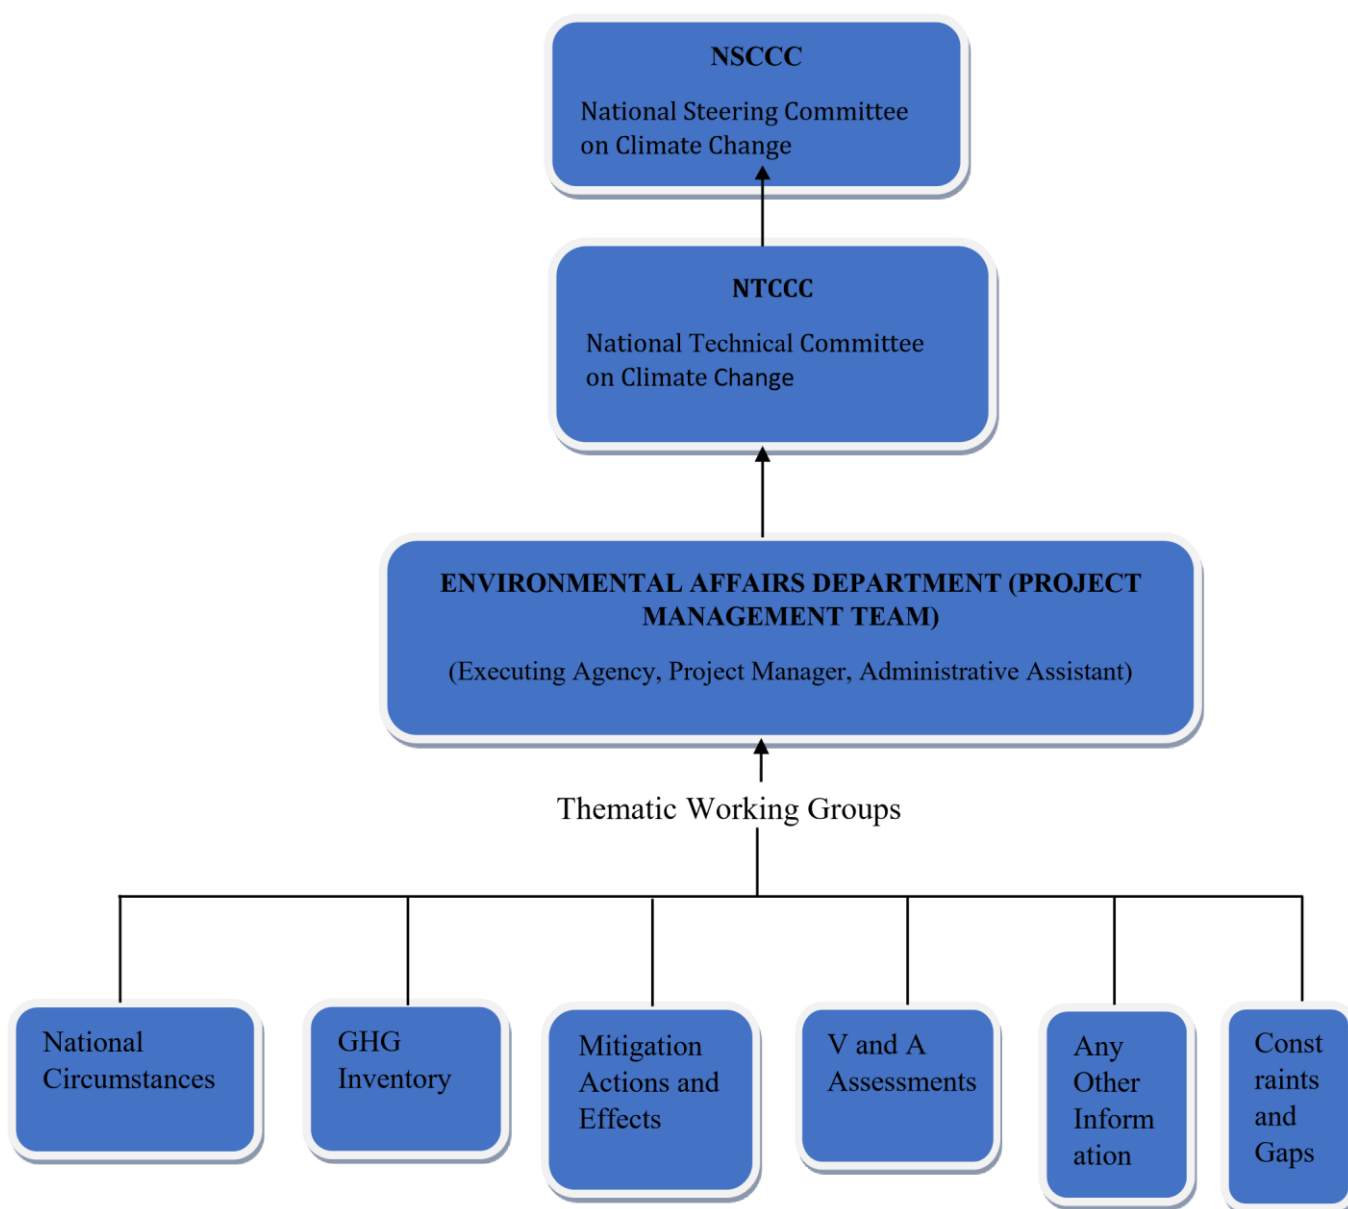 NSCCC
National Steering Committee
on Climate Change
NTCCC
National Technical Committee
on Climate Change
ENVIRONMENTAL AFFAIRS DEPARTMENT (PROJECT
MANAGEMENT TEAM)
(Executing Agency, Project Manager, Administrative Assistant)
Thematic Working Groups
National
Circumstances
GHG
Inventory
Mitigation
Actions and
Effects
V and A
Assessments
Any
Other
Inform
ation
Const
raints
and
Gaps